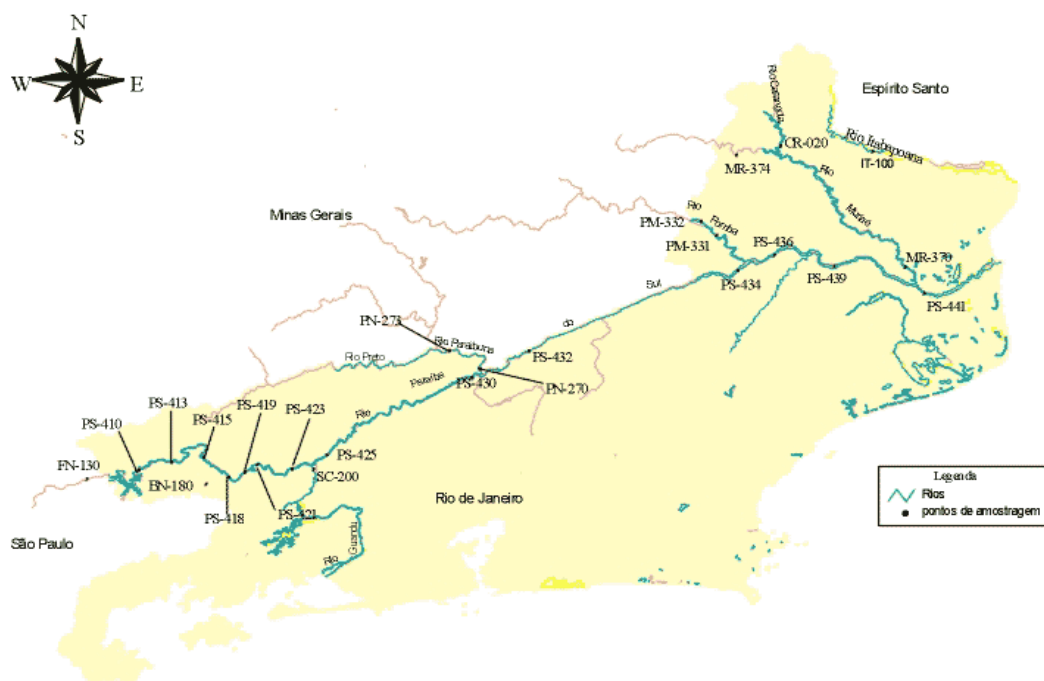 N
W E
S
Espírito Santo
Rio Carangola
CR-020
Rio Itabapoana
IT-100
MR-374
Rio
Muriaé
Minas Gerais
PM-332
Rio
Pomba
PM-331
PS-436
MR-370
PS-439
PS-434
PS-441
Sul
do
PN-273
Rio Paraibuna
Rio Preto
PS-432
Paraíba
PS-430
PN-270
Rio
PS-413
PS-419
PS-423
PS-410
PS-415
PS-425
FN-130
BN-180
SC-200
Rio de Janeiro
PS-418
PS-421
São Paulo
Rio
Guandu
Legenda
Rios
pontos de amostragem